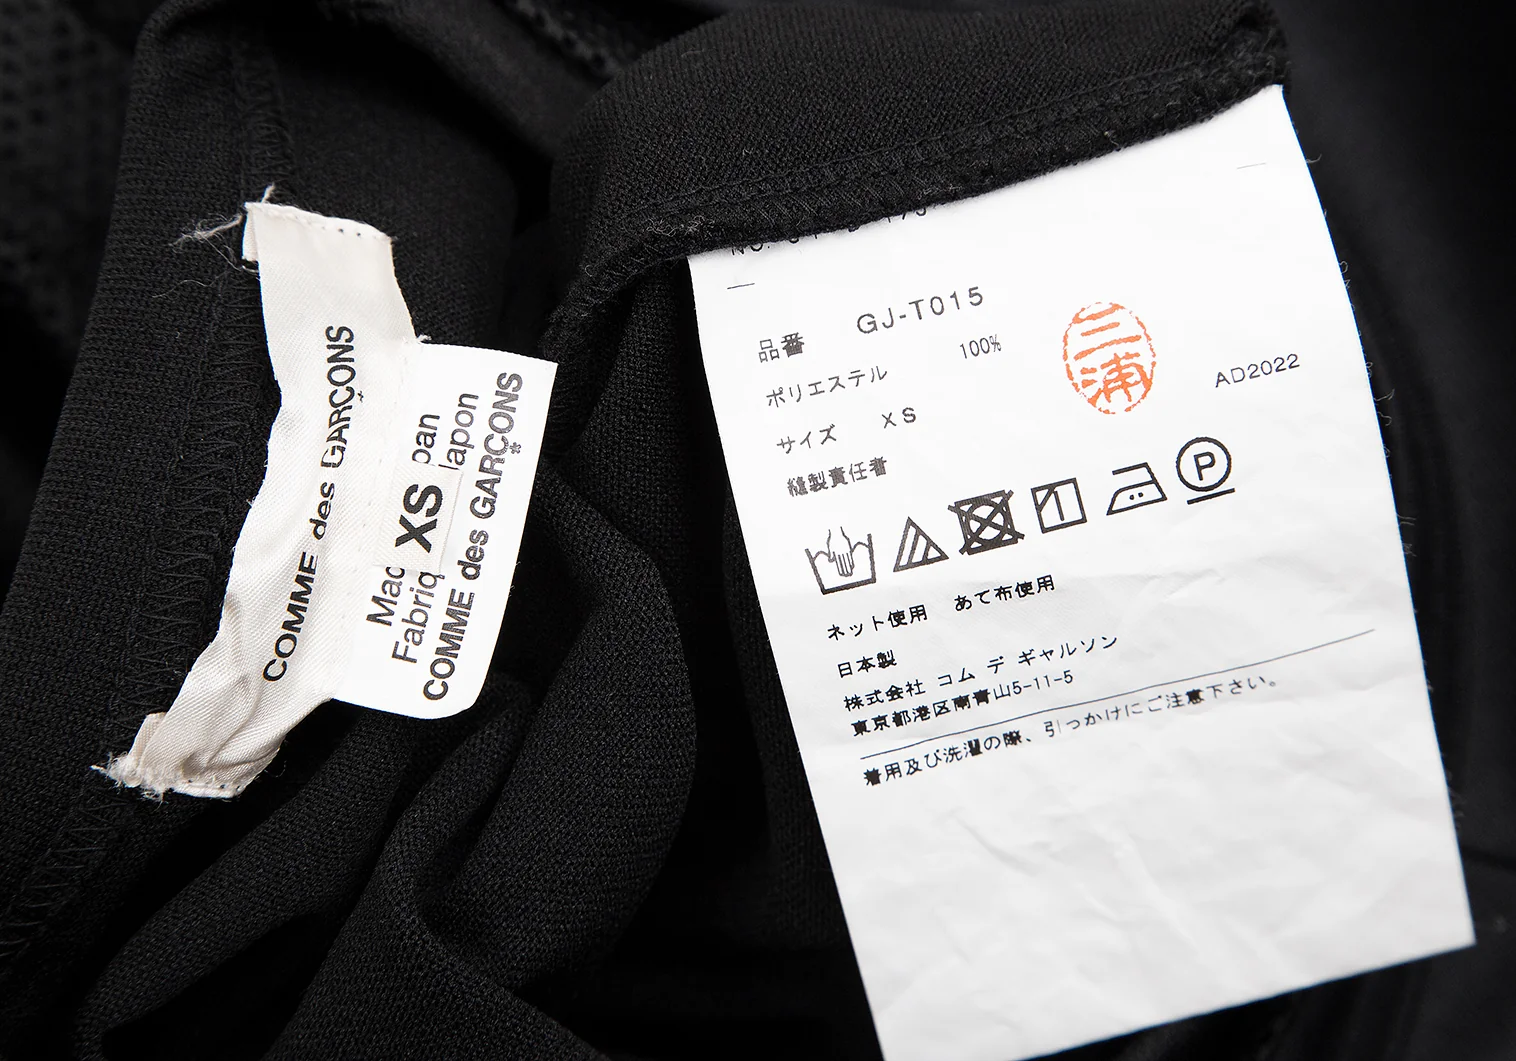 COMME des GARÇONS
XS
COMME des GARÇONS
品番 GJ-T015
ポリエステル 100%
サイズ XS
縫製責任者
三浦
AD2022
P
ネット使用 あて布使用
日本製
株式会社 コム デ ギャルソン
東京都港区南青山5-11-5
着用及び洗濯の際、引っかけにご注意下さい。